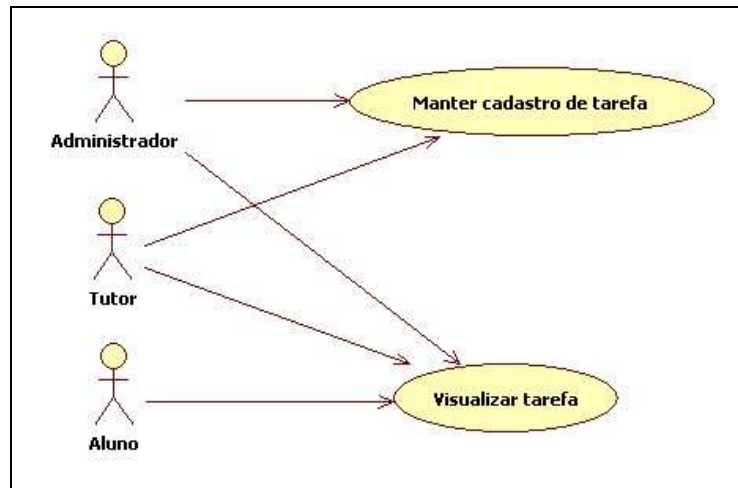 Manter cadastro de tarefa
Administrador
Tutor
Visualizar tarefa
Aluno